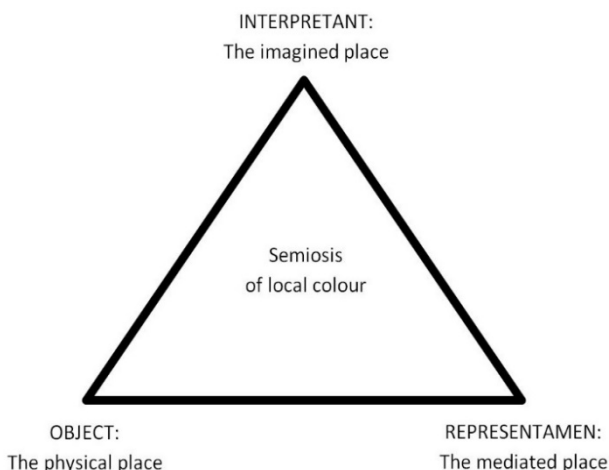 INTERPRETANT:
The imagined place
Semiosis
of local colour
OBJECT:
The physical place
REPRESENTAMEN:
The mediated place